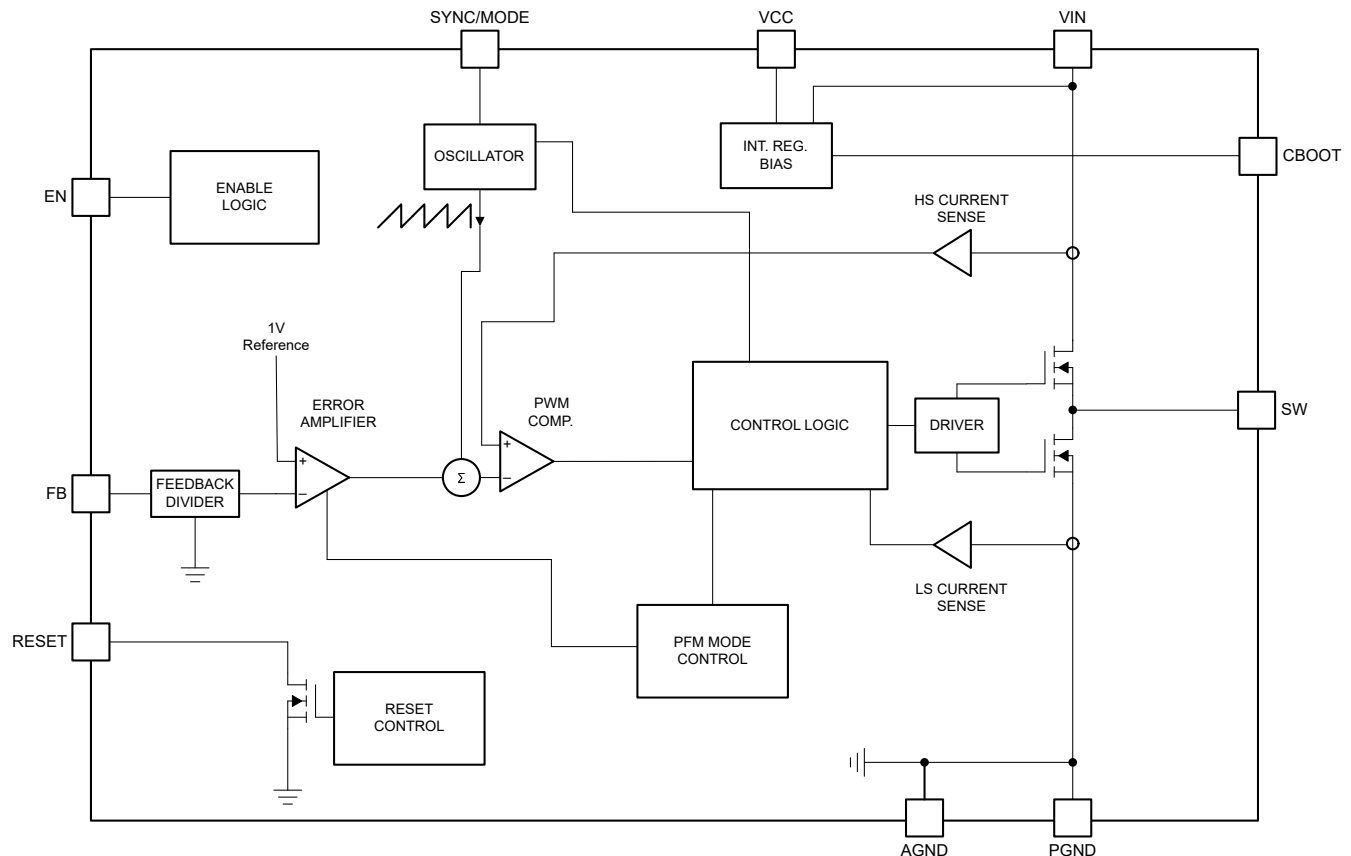 SYNC/MODE
VCC
VIN
OSCILLATOR
INT. REG.
BIAS
CBOOT
EN
ENABLE
LOGIC
HS CURRENT
SENSE
1V
Reference
ERROR
AMPLIFIER
PWM
COMP.
CONTROL LOGIC
DRIVER
SW
+
−
Σ
+
−
FB
FEEDBACK
DIVIDER
LS CURRENT
SENSE
RESET
PFM MODE
CONTROL
RESET
CONTROL
AGND
PGND